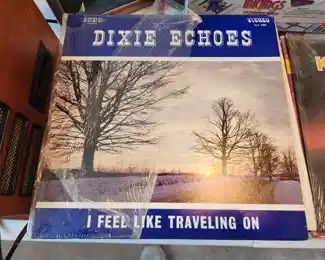 STEREO
DIXIE ECHOES
I FEEL LIKE TRAVELING ON